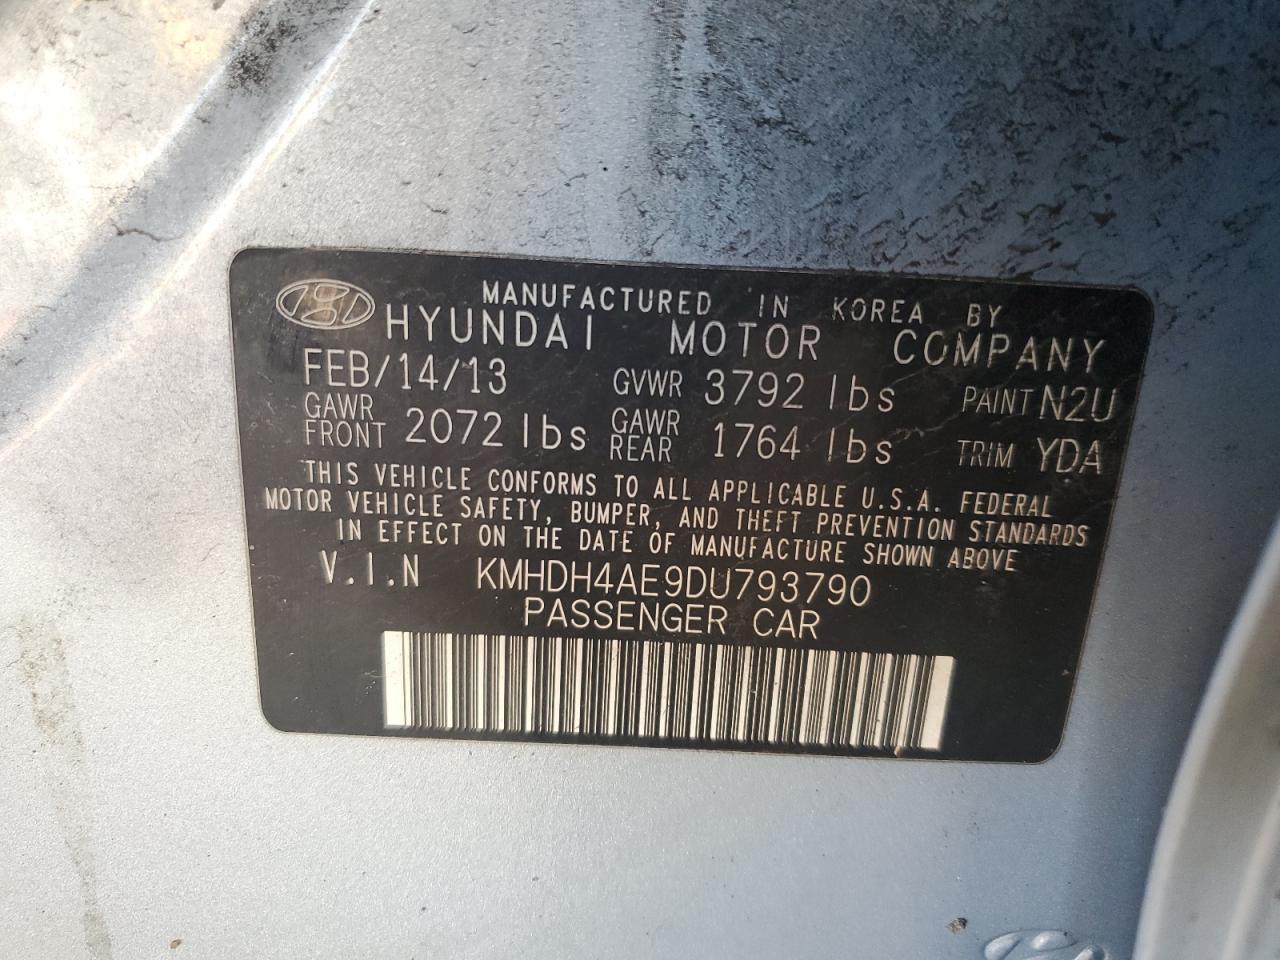 MANUFACTURED IN KOREA BY
HYUNDAI MOTOR COMPANY
FEB/14/13 GVWR 3792 lbs PAINT N2U
GAWR FRONT 2072 lbs GAWR REAR 1764 lbs TRIM YDA
THIS VEHICLE CONFORMS TO ALL APPLICABLE U.S.A. FEDERAL
MOTOR VEHICLE SAFETY, BUMPER, AND THEFT PREVENTION STANDARDS
IN EFFECT ON THE DATE OF MANUFACTURE SHOWN ABOVE
V.I.N KMHDH4AE9DU793790
PASSENGER CAR